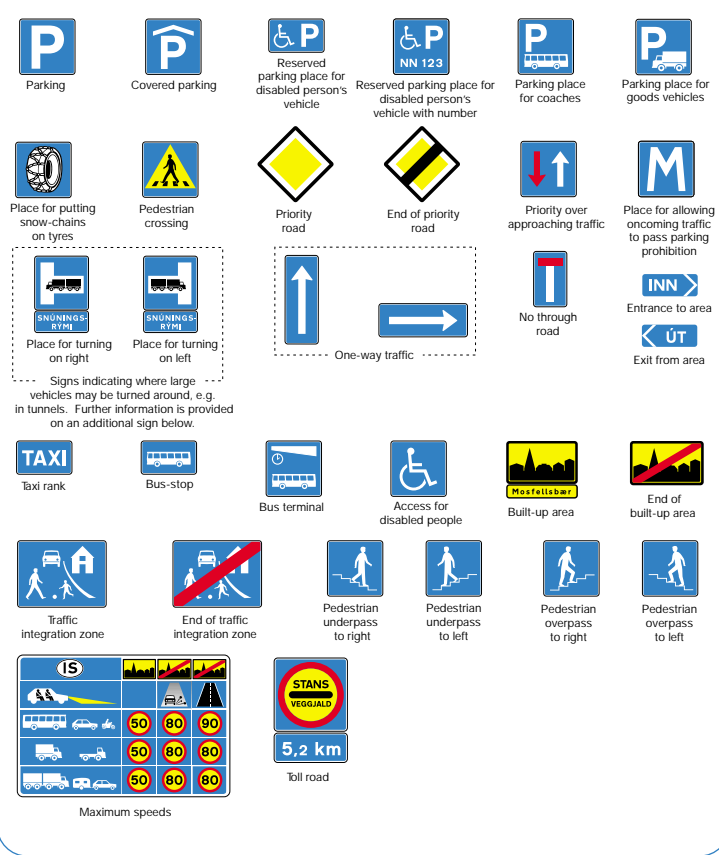 P
P
P
P
NN 123
P
P
Parking
Covered parking
Reserved
parking place for
disabled person's
vehicle
Reserved parking place for
disabled person's
vehicle with number
Parking place
for coaches
Parking place for
goods vehicles
M
Place for putting
snow-chains
on tyres
Pedestrian
crossing
Priority
road
End of priority
road
Priority over
approaching traffic
Place for allowing
oncoming traffic
to pass parking
prohibition
SNÚNINGS-
RÝMI
SNÚNINGS-
RÝMI
Place for turning
on right
Place for turning
on left
Signs indicating where large
vehicles may be turned around, e.g.
in tunnels. Further information is provided
on an additional sign below.
One-way traffic
No through
road
INN
Entrance to area
ÚT
Exit from area
TAXI
Taxi rank
Bus-stop
Bus terminal
Access for
disabled people
Mosfellsbær
Built-up area
End of
built-up area
Traffic
integration zone
End of traffic
integration zone
Pedestrian
underpass
to right
Pedestrian
underpass
to left
Pedestrian
overpass
to right
Pedestrian
overpass
to left
IS
50 80 90
50 80 80
50 80 80
Maximum speeds
STANS
VEGGJALD
5,2 km
Toll road